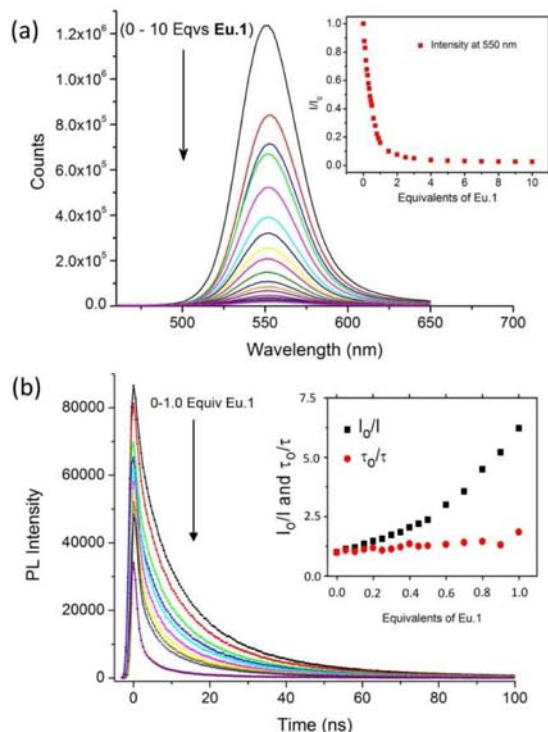 (a)
(0 - 10 Eqvs Eu.1)
Counts
1.2x10⁶
1.0x10⁶
8.0x10⁵
6.0x10⁵
4.0x10⁵
2.0x10⁵
0.0
500 550 600 650 700
Wavelength (nm)
I/I₀
1.0
0.8
0.6
0.4
0.2
0.0
Intensity at 550 nm
0 2 4 6 8 10
Equivalents of Eu.1
(b)
0-1.0 Equiv Eu.1
PL Intensity
80000
60000
40000
20000
0
0 20 40 60 80 100
Time (ns)
I₀/I and τ₀/τ
7.5
5.0
2.5
0.0
I₀/I
τ₀/τ
0.0 0.2 0.4 0.6 0.8 1.0
Equivalents of Eu.1